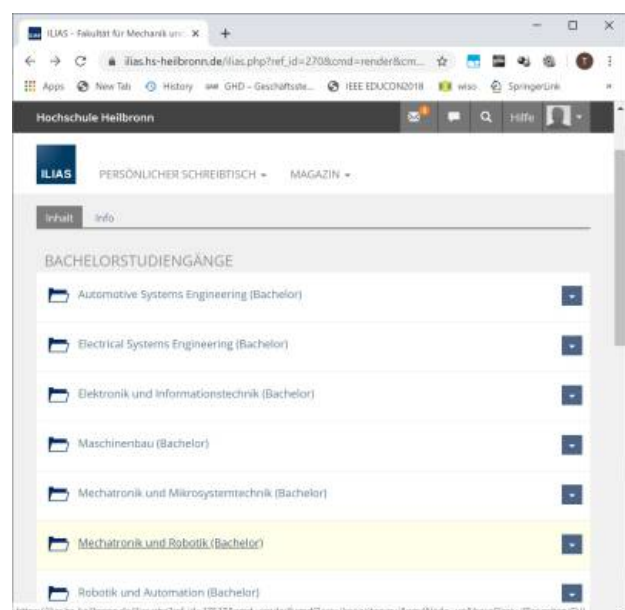 ILIAS - Fakultät für Mechanik und
ilias.hs-heilbronn.de/ilias.php?ref_id=270&cmd=render&cm...
Apps New Tab History GHD – Geschäftsste... IEEE EDUCON2018 wiso SpringerLink »
Hochschule Heilbronn Hilfe
ILIAS PERSÖNLICHER SCHREIBTISCH MAGAZIN
Inhalt Info
BACHELORSTUDIENGÄNGE
Automotive Systems Engineering (Bachelor)
Electrical Systems Engineering (Bachelor)
Elektronik und Informationstechnik (Bachelor)
Maschinenbau (Bachelor)
Mechatronik und Mikrosystemtechnik (Bachelor)
Mechatronik und Robotik (Bachelor)
Robotik und Automation (Bachelor)